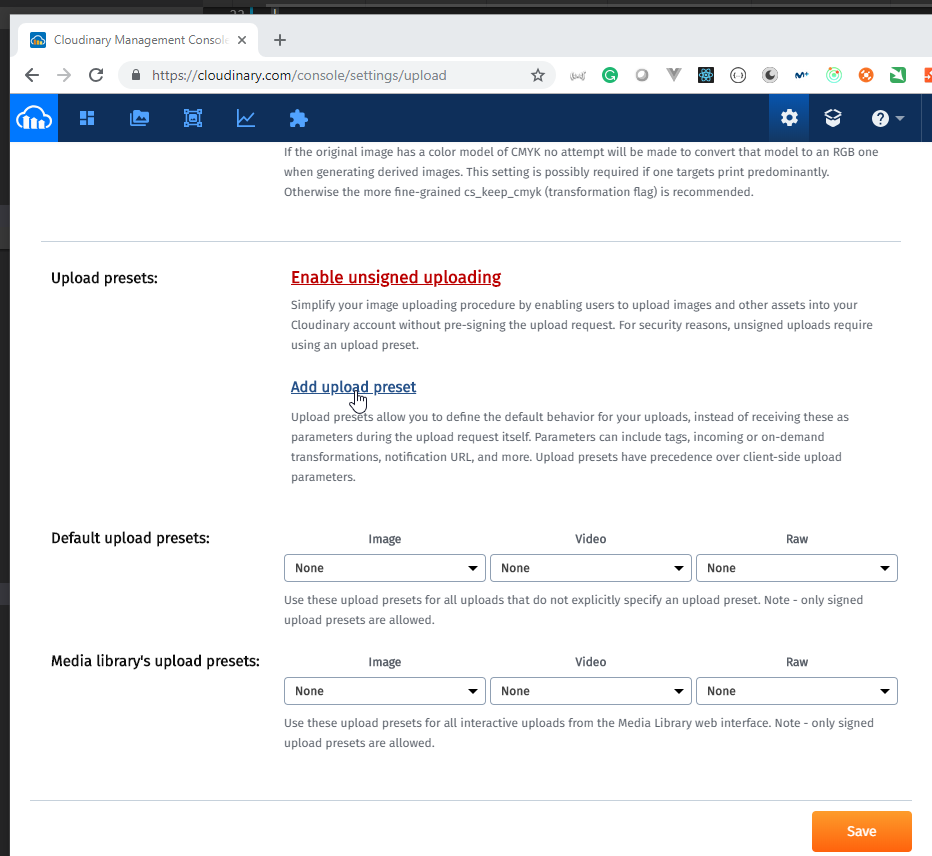 Cloudinary Management Console
https://cloudinary.com/console/settings/upload
If the original image has a color model of CMYK no attempt will be made to convert that model to an RGB one
when generating derived images. This setting is possibly required if one targets print predominantly.
Otherwise the more fine-grained cs_keep_cmyk (transformation flag) is recommended.
Upload presets:
Enable unsigned uploading
Simplify your image uploading procedure by enabling users to upload images and other assets into your
Cloudinary account without pre-signing the upload request. For security reasons, unsigned uploads require
using an upload preset.
Add upload preset
Upload presets allow you to define the default behavior for your uploads, instead of receiving these as
parameters during the upload request itself. Parameters can include tags, incoming or on-demand
transformations, notification URL, and more. Upload presets have precedence over client-side upload
parameters.
Default upload presets:
Image Video Raw
None None None
Use these upload presets for all uploads that do not explicitly specify an upload preset. Note - only signed
upload presets are allowed.
Media library's upload presets:
Image Video Raw
None None None
Use these upload presets for all interactive uploads from the Media Library web interface. Note - only signed
upload presets are allowed.
Save